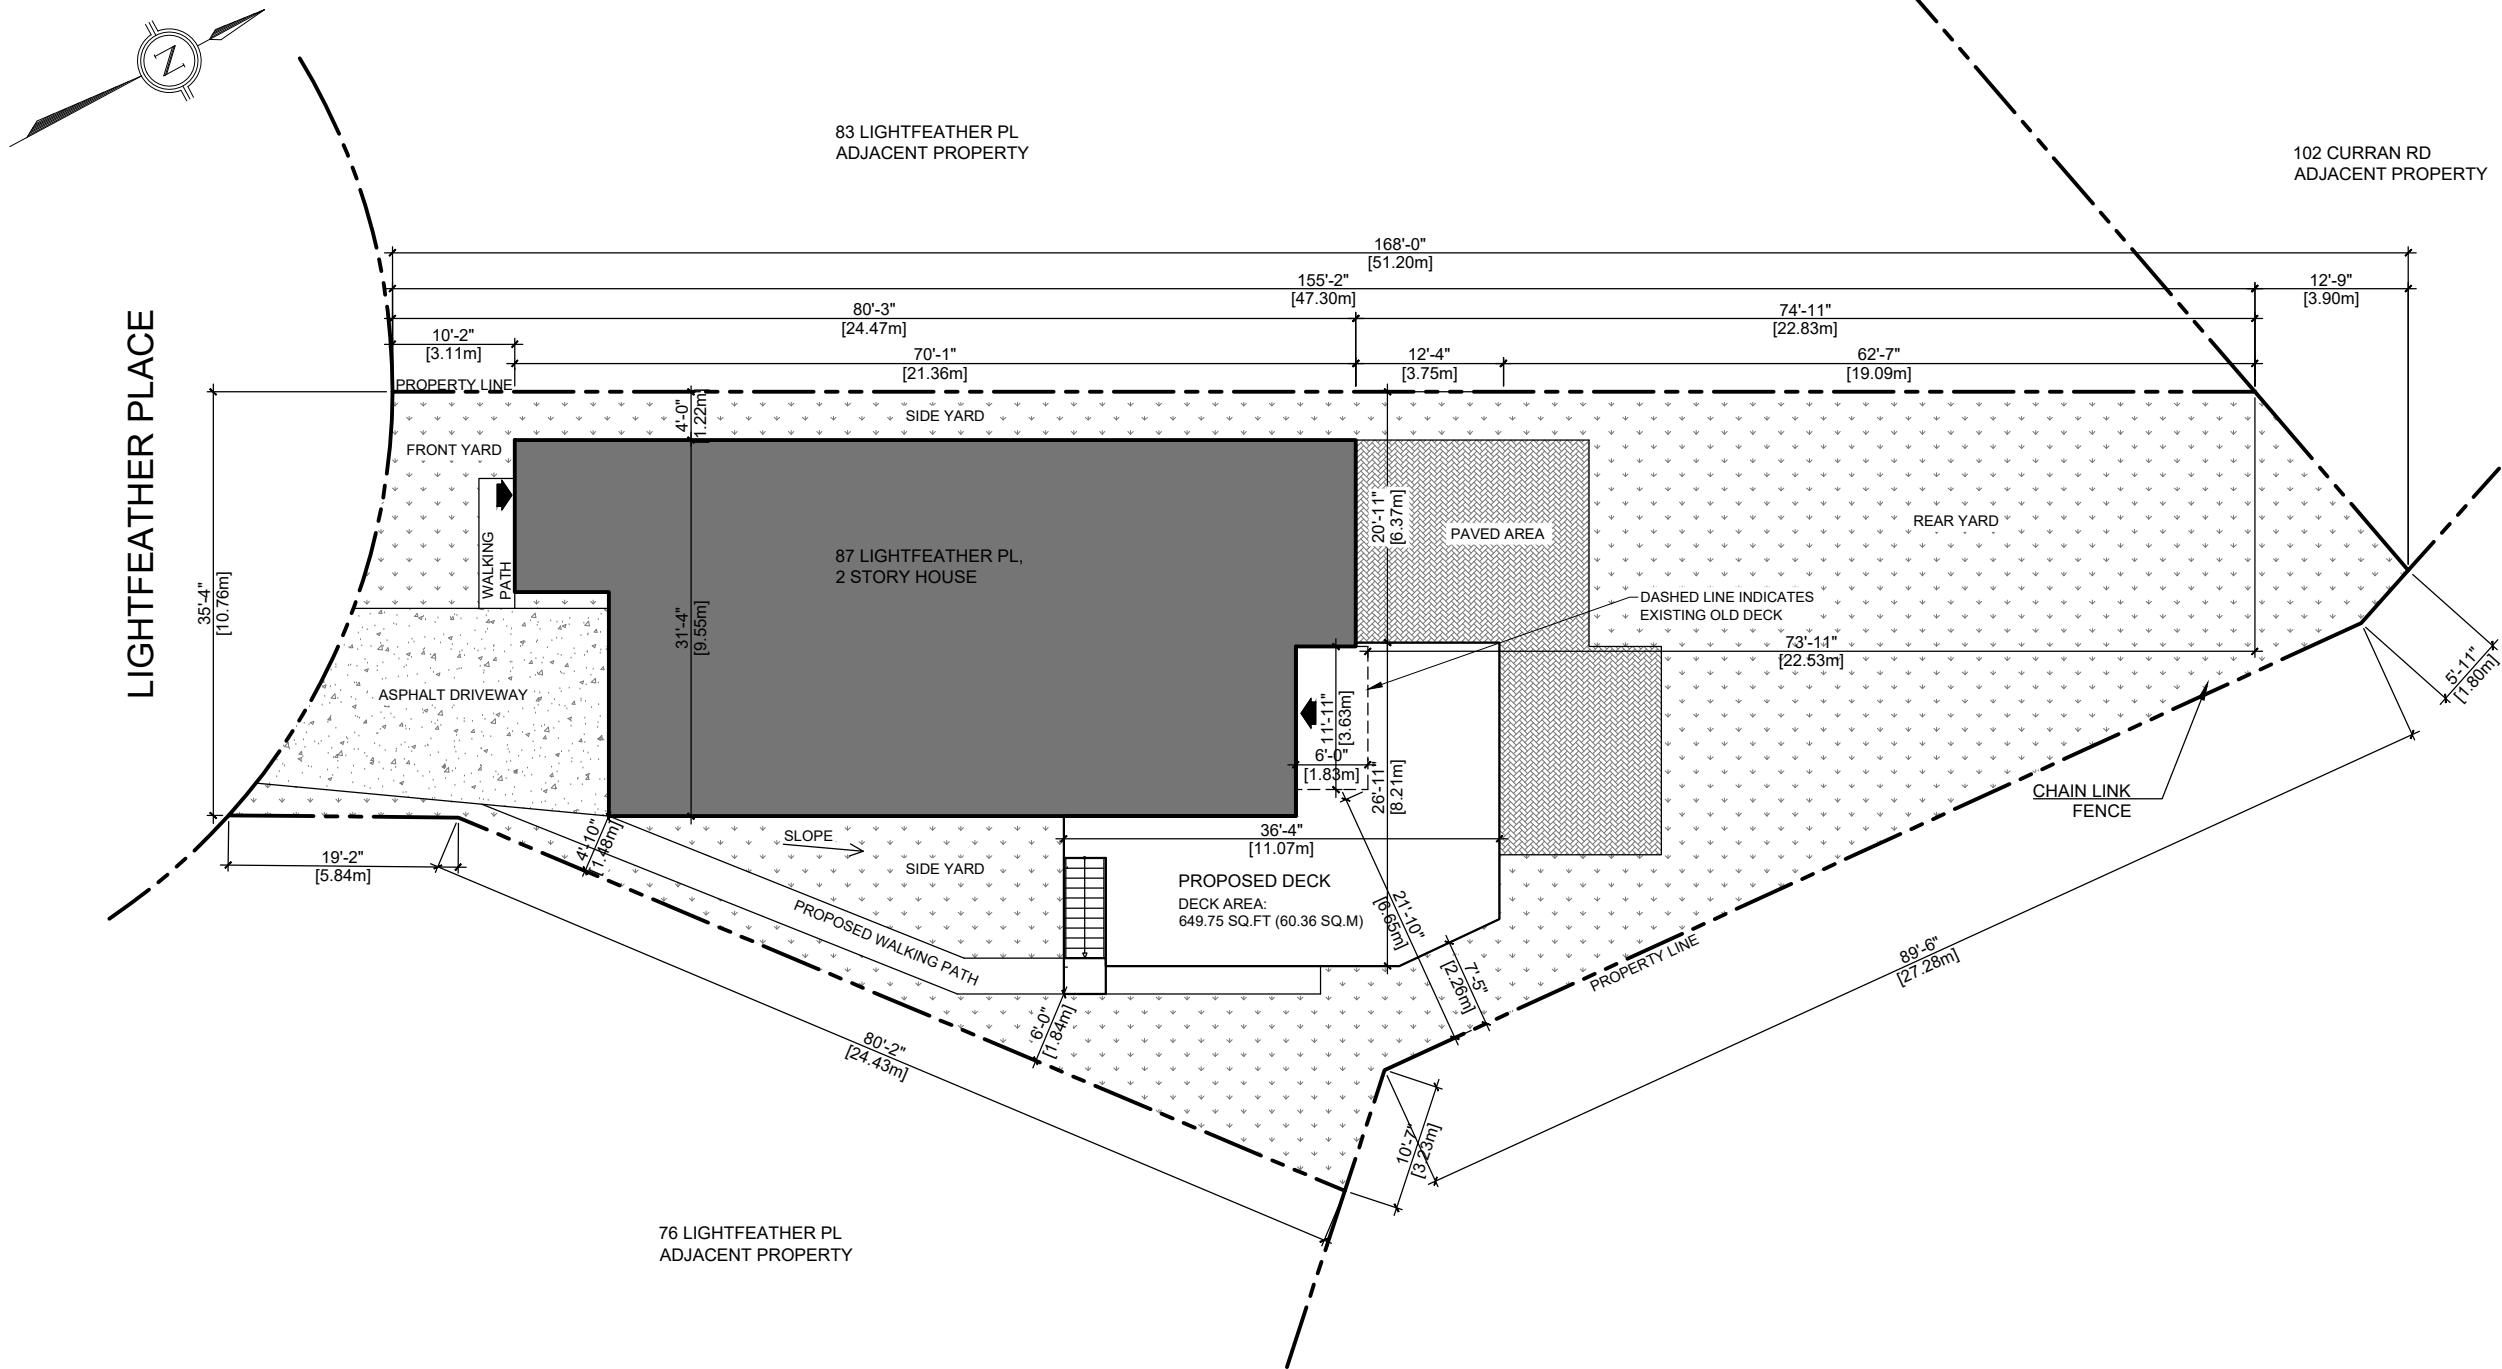 N
83 LIGHTFEATHER PL
ADJACENT PROPERTY
102 CURRAN RD
ADJACENT PROPERTY
168'-0"
[51.20m]
155'-2"
[47.30m]
12'-9"
[3.90m]
80'-3"
[24.47m]
74'-11"
[22.83m]
10'-2"
[3.11m]
70'-1"
[21.36m]
12'-4"
[3.75m]
62'-7"
[19.09m]
LIGHTFEATHER PLACE
PROPERTY LINE
4'-0"
[1.22m]
SIDE YARD
FRONT YARD
WALKING
PATH
35'-4"
[10.76m]
87 LIGHTFEATHER PL,
2 STORY HOUSE
31'-4"
[9.55m]
20'-11"
[6.37m]
PAVED AREA
REAR YARD
DASHED LINE INDICATES
EXISTING OLD DECK
73'-11"
[22.53m]
5'-11"
[1.80m]
ASPHALT DRIVEWAY
11'-11"
[3.63m]
6'-0"
[1.83m]
26'-11"
[8.21m]
CHAIN LINK
FENCE
19'-2"
[5.84m]
4'-10"
[1.48m]
SLOPE
SIDE YARD
36'-4"
[11.07m]
PROPOSED DECK
DECK AREA:
649.75 SQ.FT (60.36 SQ.M)
PROPOSED WALKING PATH
21'-10"
[6.65m]
7'-5"
[2.26m]
PROPERTY LINE
89'-6"
[27.28m]
6'-0"
[1.84m]
80'-2"
[24.43m]
10'-7"
[3.23m]
76 LIGHTFEATHER PL
ADJACENT PROPERTY